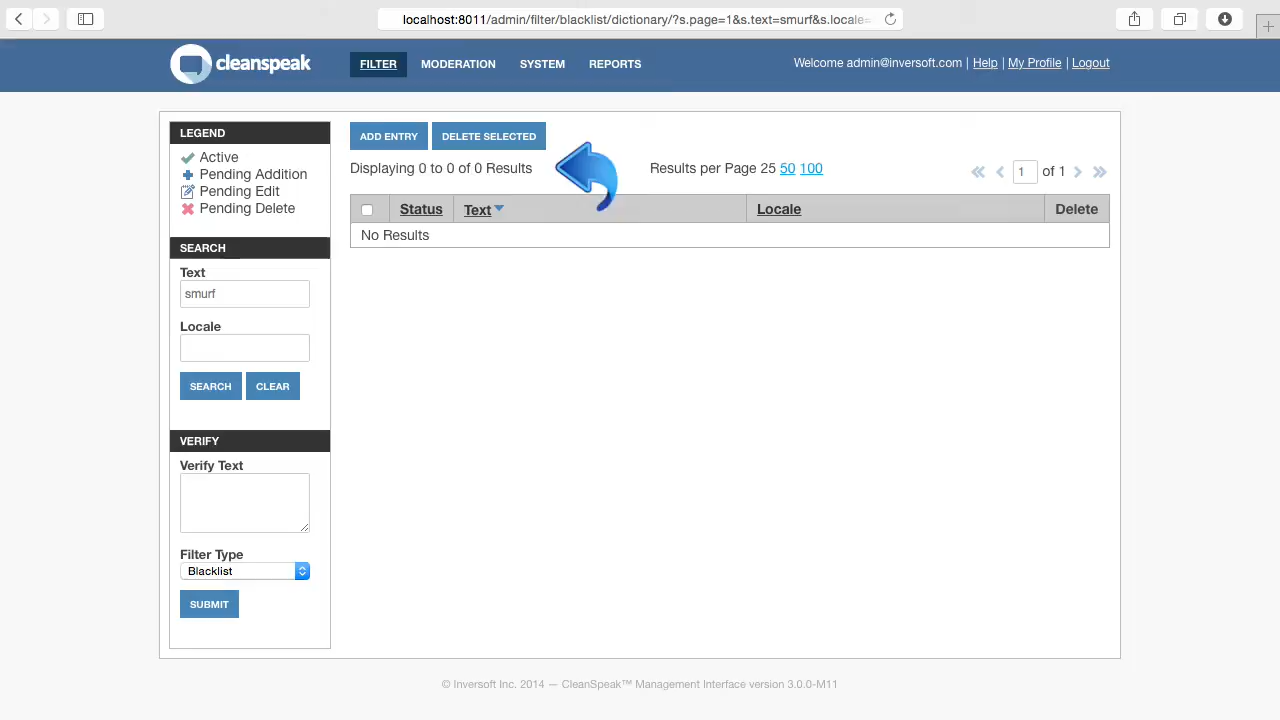 localhost:8011/admin/filter/blacklist/dictionary/?s.page=1&s.text=smurf&s.locale=
cleanspeak
FILTER MODERATION SYSTEM REPORTS
Welcome admin@inversoft.com | Help | My Profile | Logout
LEGEND
Active
Pending Addition
Pending Edit
Pending Delete
SEARCH
Text
smurf
Locale
SEARCH CLEAR
VERIFY
Verify Text
Filter Type
Blacklist
SUBMIT
ADD ENTRY DELETE SELECTED
Displaying 0 to 0 of 0 Results
Results per Page 25 50 100
1 of 1
Status Text Locale Delete
No Results
© Inversoft Inc. 2014 — CleanSpeak™ Management Interface version 3.0.0-M11